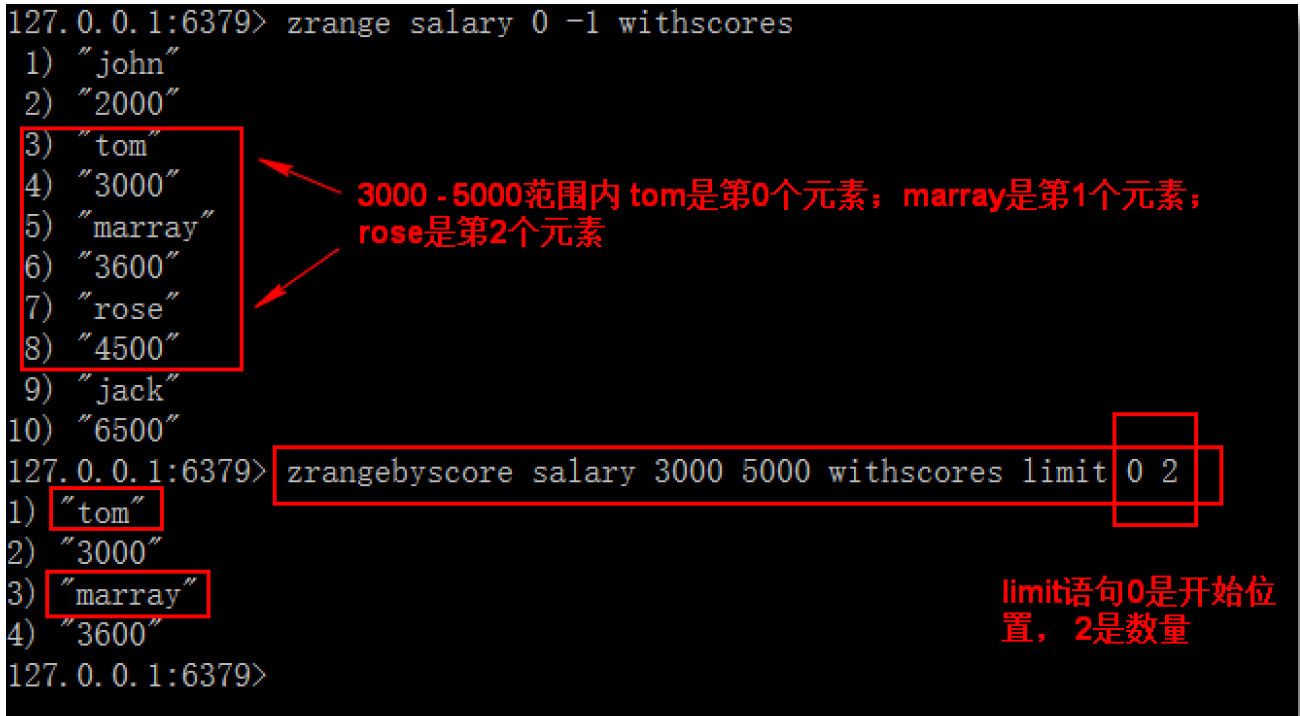 127.0.0.1:6379> zrange salary 0 -1 withscores
1) "john"
2) "2000"
3) "tom"
4) "3000"
5) "marray"
6) "3600"
7) "rose"
8) "4500"
9) "jack"
10) "6500"
3000 - 5000范围内 tom是第0个元素；marray是第1个元素；
rose是第2个元素
127.0.0.1:6379> zrangebyscore salary 3000 5000 withscores limit 0 2
1) "tom"
2) "3000"
3) "marray"
4) "3600"
127.0.0.1:6379>
limit语句0是开始位
置， 2是数量